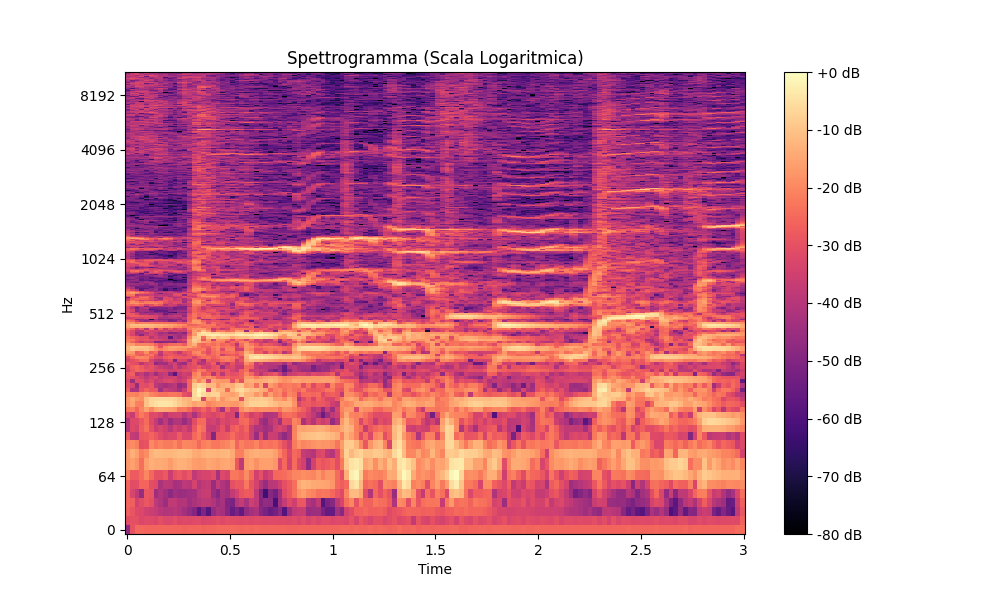 Spettrogramma (Scala Logaritmica)
8192
4096
2048
1024
512
256
128
64
0
Hz
0
0.5
1
1.5
2
2.5
3
Time
+0 dB
-10 dB
-20 dB
-30 dB
-40 dB
-50 dB
-60 dB
-70 dB
-80 dB